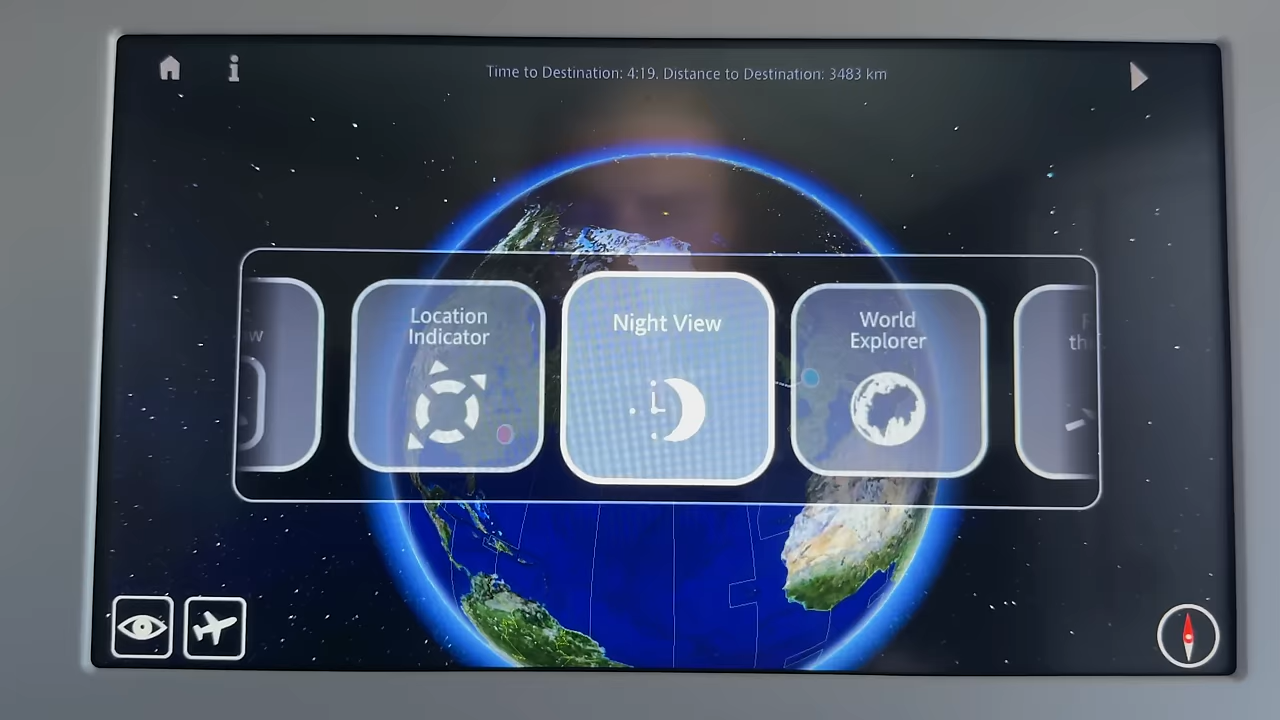 Time to Destination: 4:19. Distance to Destination: 3483 km
Location
Indicator
Night View
World
Explorer